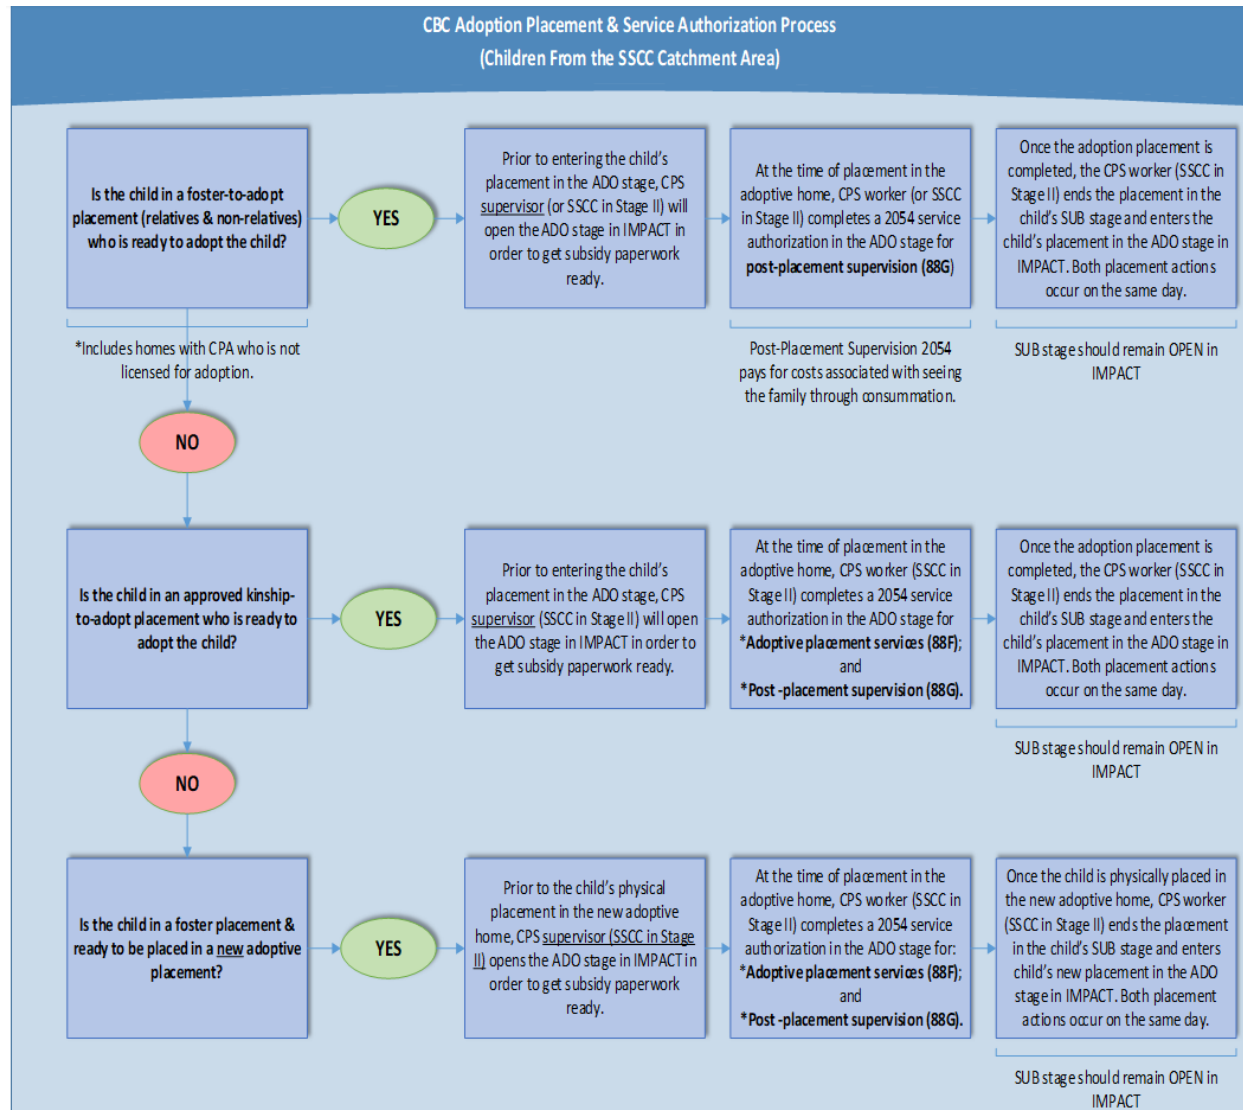 CBC Adoption Placement & Service Authorization Process
(Children From the SSCC Catchment Area)
Is the child in a foster-to-adopt
placement (relatives & non-relatives)
who is ready to adopt the child?
YES
Prior to entering the child's
placement in the ADO stage, CPS
supervisor (or SSCC in Stage II) will
open the ADO stage in IMPACT in
order to get subsidy paperwork
ready.
At the time of placement in the
adoptive home, CPS worker (or SSCC
in Stage II) completes a 2054 service
authorization in the ADO stage for
post-placement supervision (88G)
Once the adoption placement is
completed, the CPS worker (SSCC in
Stage II) ends the placement in the
child's SUB stage and enters the
child's placement in the ADO stage in
IMPACT. Both placement actions
occur on the same day.
*Includes homes with CPA who is not
licensed for adoption.
Post-Placement Supervision 2054
pays for costs associated with seeing
the family through consummation.
SUB stage should remain OPEN in
IMPACT
NO
Is the child in an approved kinship-
to-adopt placement who is ready to
adopt the child?
YES
Prior to entering the child's
placement in the ADO stage, CPS
supervisor (SSCC in Stage II) will open
the ADO stage in IMPACT in order to
get subsidy paperwork ready.
At the time of placement in the
adoptive home, CPS worker (SSCC in
Stage II) completes a 2054 service
authorization in the ADO stage for
*Adoptive placement services (88F);
and
*Post -placement supervision (88G).
Once the adoption placement is
completed, the CPS worker (SSCC in
Stage II) ends the placement in the
child's SUB stage and enters the
child's placement in the ADO stage in
IMPACT. Both placement actions
occur on the same day.
SUB stage should remain OPEN in
IMPACT
NO
Is the child in a foster placement &
ready to be placed in a new adoptive
placement?
YES
Prior to the child's physical
placement in the new adoptive
home, CPS supervisor (SSCC in Stage
II) opens the ADO stage in IMPACT in
order to get subsidy paperwork
ready.
At the time of placement in the
adoptive home, CPS worker (SSCC in
Stage II) completes a 2054 service
authorization in the ADO stage for:
*Adoptive placement services (88F);
and
*Post -placement supervision (88G).
Once the child is physically placed in
the new adoptive home, CPS worker
(SSCC in Stage II) ends the placement
in the child's SUB stage and enters
child's new placement in the ADO
stage in IMPACT. Both placement
actions occur on the same day.
SUB stage should remain OPEN in
IMPACT